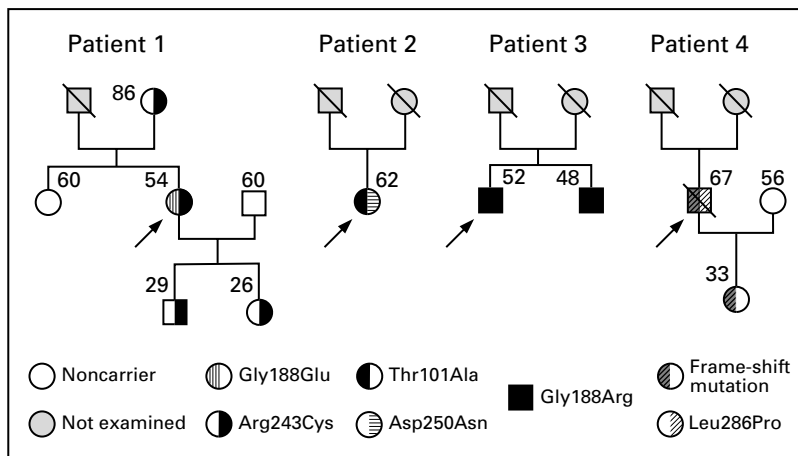 Patient 1 Patient 2 Patient 3 Patient 4
86
60 54 60 62 52 48 67 56
29 26 33
Noncarrier Gly188Glu Thr101Ala Gly188Arg Frame-shift
mutation
Not examined Arg243Cys Asp250Asn Leu286Pro